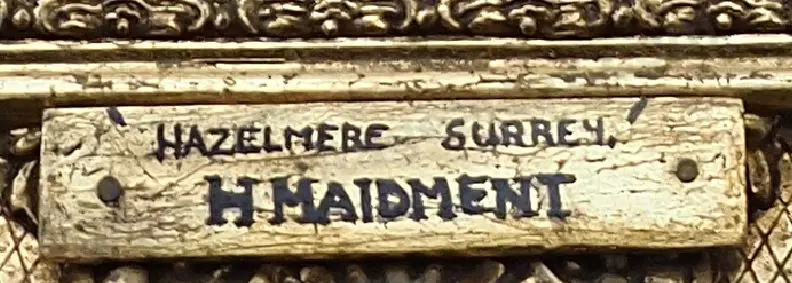 HAZELMERE SURREY.
H MAIDMENT